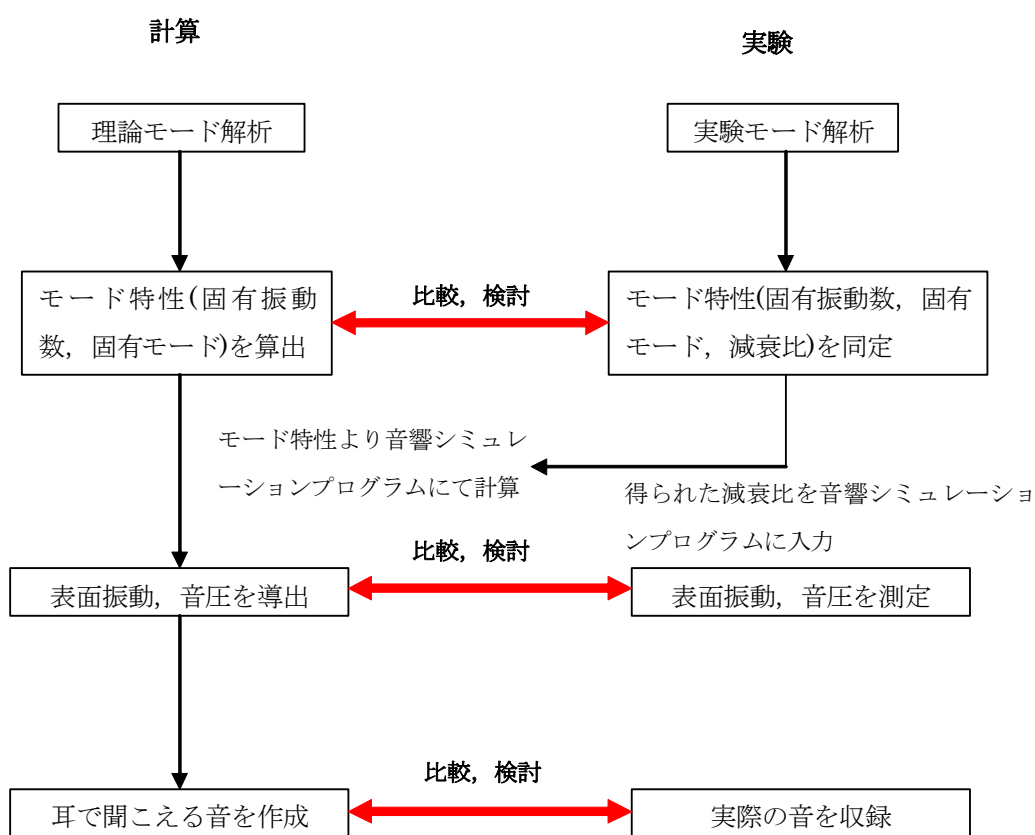 計算
実験
理論モード解析
実験モード解析
モード特性(固有振動
数，固有モード)を算出
比較，検討
モード特性(固有振動数，固有
モード，減衰比)を同定
モード特性より音響シミュレ
ーションプログラムにて計算
得られた減衰比を音響シミュレーショ
ンプログラムに入力
比較，検討
表面振動，音圧を導出
表面振動，音圧を測定
比較，検討
耳で聞こえる音を作成
実際の音を収録